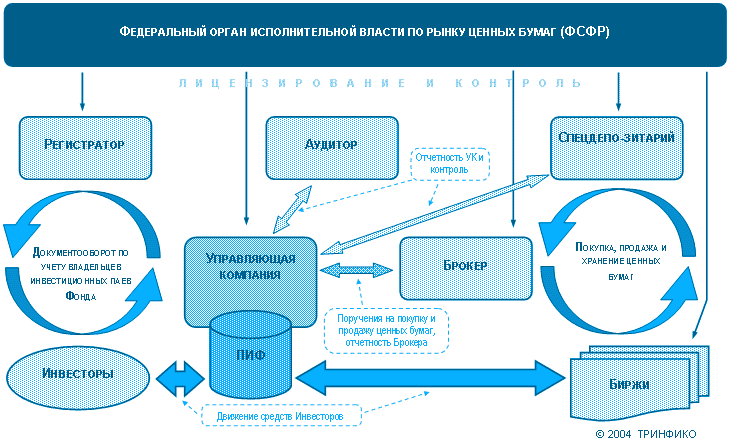 ФЕДЕРАЛЬНЫЙ ОРГАН ИСПОЛНИТЕЛЬНОЙ ВЛАСТИ ПО РЫНКУ ЦЕННЫХ БУМАГ (ФСФР)
ЛИЦЕНЗИРОВАНИЕ И КОНТРОЛЬ
РЕГИСТРАТОР
АУДИТОР
СПЕЦДЕПО-ЗИТАРИЙ
Отчетность УК и
контроль
ДОКУМЕНТООБОРОТ ПО
УЧЕТУ ВЛАДЕЛЬЦЕВ
ИНВЕСТИЦИОННЫХ ПАЕВ
ФОНДА
УПРАВЛЯЮЩАЯ
КОМПАНИЯ
БРОКЕР
ПОКУПКА, ПРОДАЖА И
ХРАНЕНИЕ ЦЕННЫХ
БУМАГ
Поручения на покупку и
продажу ценных бумаг,
отчетность Брокера
ПИФ
ИНВЕСТОРЫ
БИРЖИ
Движение средств Инвесторов
© 2004 ТРИНФИКО